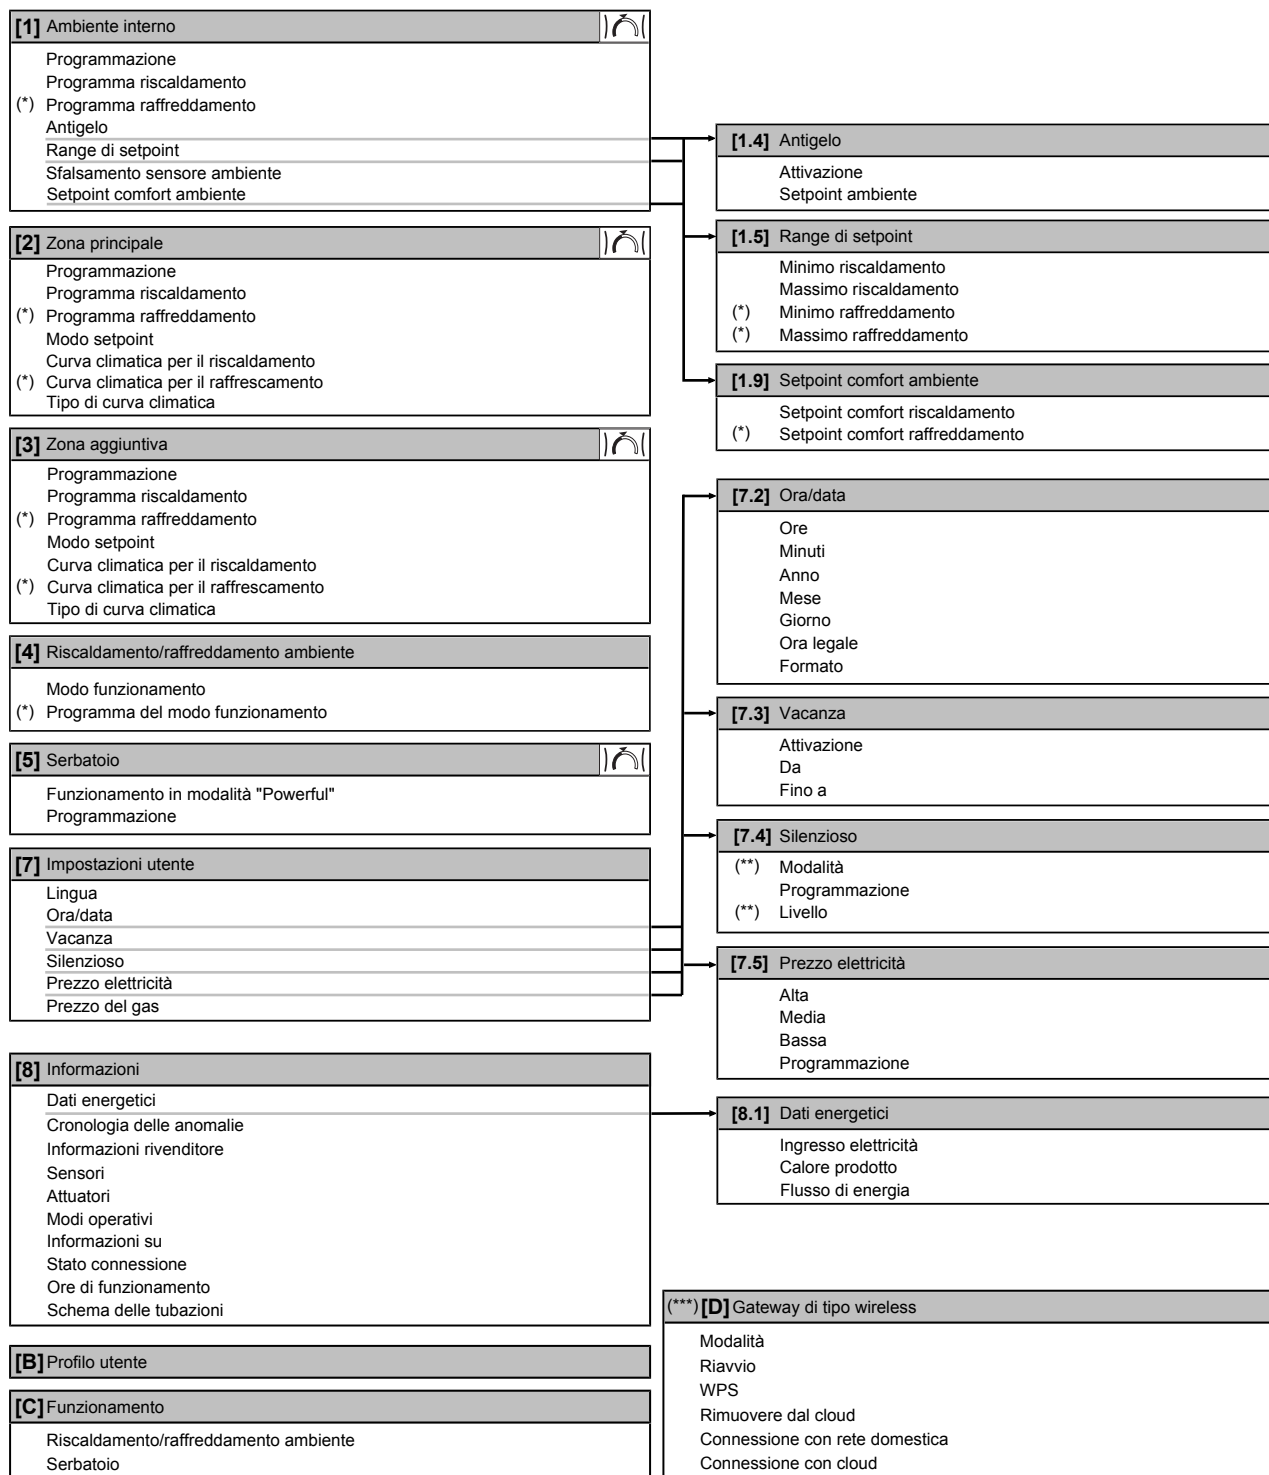 [1] Ambiente interno
Programmazione
Programma riscaldamento
(*) Programma raffreddamento
Antigelo
Range di setpoint
Sfalsamento sensore ambiente
Setpoint comfort ambiente
[2] Zona principale
Programmazione
Programma riscaldamento
(*) Programma raffreddamento
Modo setpoint
Curva climatica per il riscaldamento
(*) Curva climatica per il raffrescamento
Tipo di curva climatica
[3] Zona aggiuntiva
Programmazione
Programma riscaldamento
(*) Programma raffreddamento
Modo setpoint
Curva climatica per il riscaldamento
(*) Curva climatica per il raffrescamento
Tipo di curva climatica
[4] Riscaldamento/raffreddamento ambiente
Modo funzionamento
(*) Programma del modo funzionamento
[5] Serbatoio
Funzionamento in modalità "Powerful"
Programmazione
[7] Impostazioni utente
Lingua
Ora/data
Vacanza
Silenzioso
Prezzo elettricità
Prezzo del gas
[8] Informazioni
Dati energetici
Cronologia delle anomalie
Informazioni rivenditore
Sensori
Attuatori
Modi operativi
Informazioni su
Stato connessione
Ore di funzionamento
Schema delle tubazioni
[B] Profilo utente
[C] Funzionamento
Riscaldamento/raffreddamento ambiente
Serbatoio
[1.4] Antigelo
Attivazione
Setpoint ambiente
[1.5] Range di setpoint
Minimo riscaldamento
Massimo riscaldamento
(*) Minimo raffreddamento
(*) Massimo raffreddamento
[1.9] Setpoint comfort ambiente
Setpoint comfort riscaldamento
(*) Setpoint comfort raffreddamento
[7.2] Ora/data
Ore
Minuti
Anno
Mese
Giorno
Ora legale
Formato
[7.3] Vacanza
Attivazione
Da
Fino a
[7.4] Silenzioso
(**) Modalità
Programmazione
(**) Livello
[7.5] Prezzo elettricità
Alta
Media
Bassa
Programmazione
[8.1] Dati energetici
Ingresso elettricità
Calore prodotto
Flusso di energia
(***) [D] Gateway di tipo wireless
Modalità
Riavvio
WPS
Rimuovere dal cloud
Connessione con rete domestica
Connessione con cloud